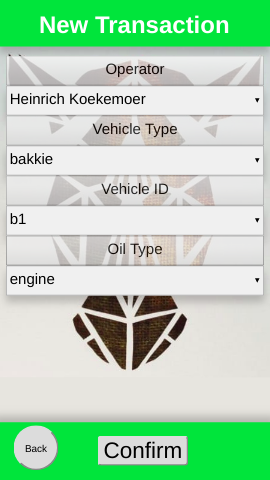 New Transaction
Operator
Heinrich Koekemoer
Vehicle Type
bakkie
Vehicle ID
b1
Oil Type
engine
Back
Confirm